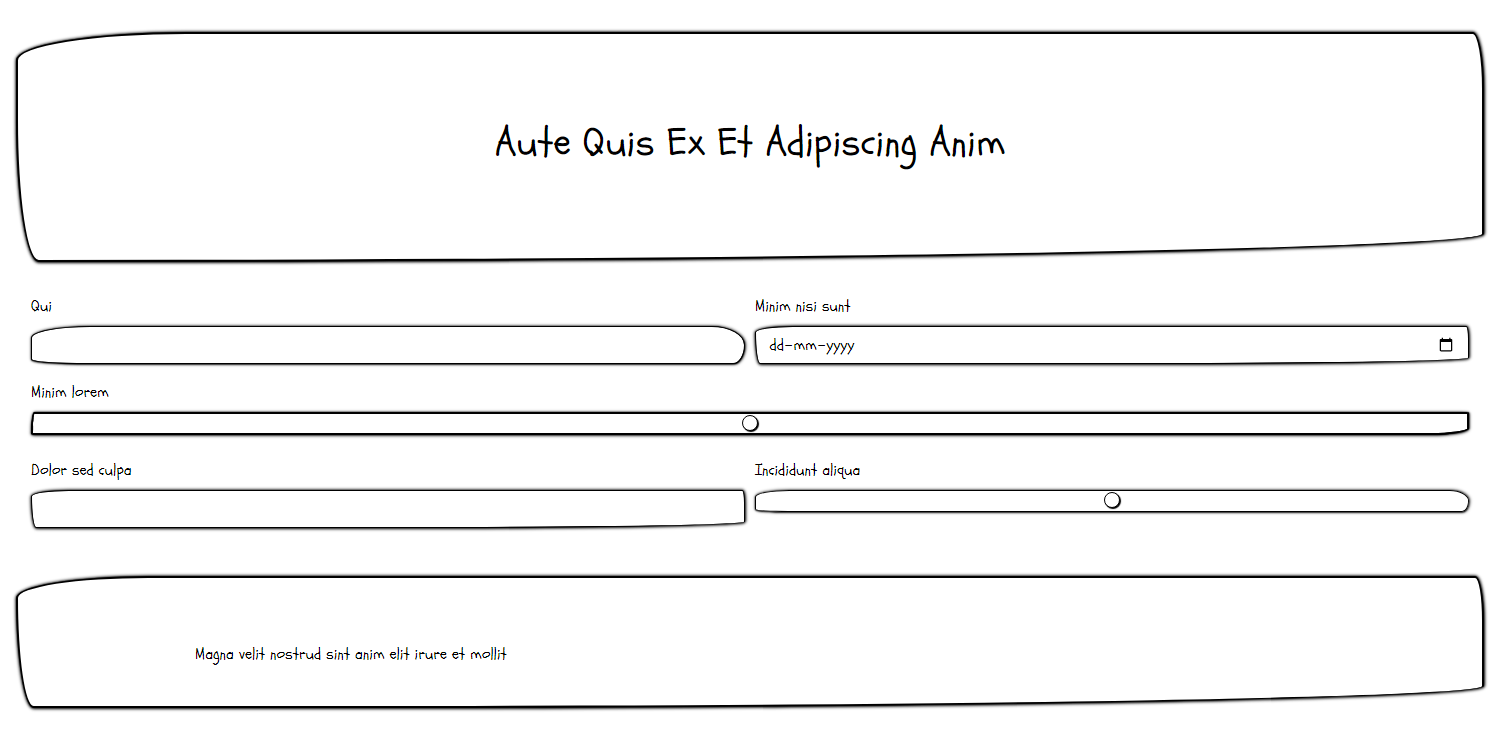 Aute Quis Ex Et Adipiscing Anim
Qui
Minim nisi sunt
dd-mm-yyyy
Minim lorem
Dolor sed culpa
Incididunt aliqua
Magna velit nostrud sint anim elit irure et mollit